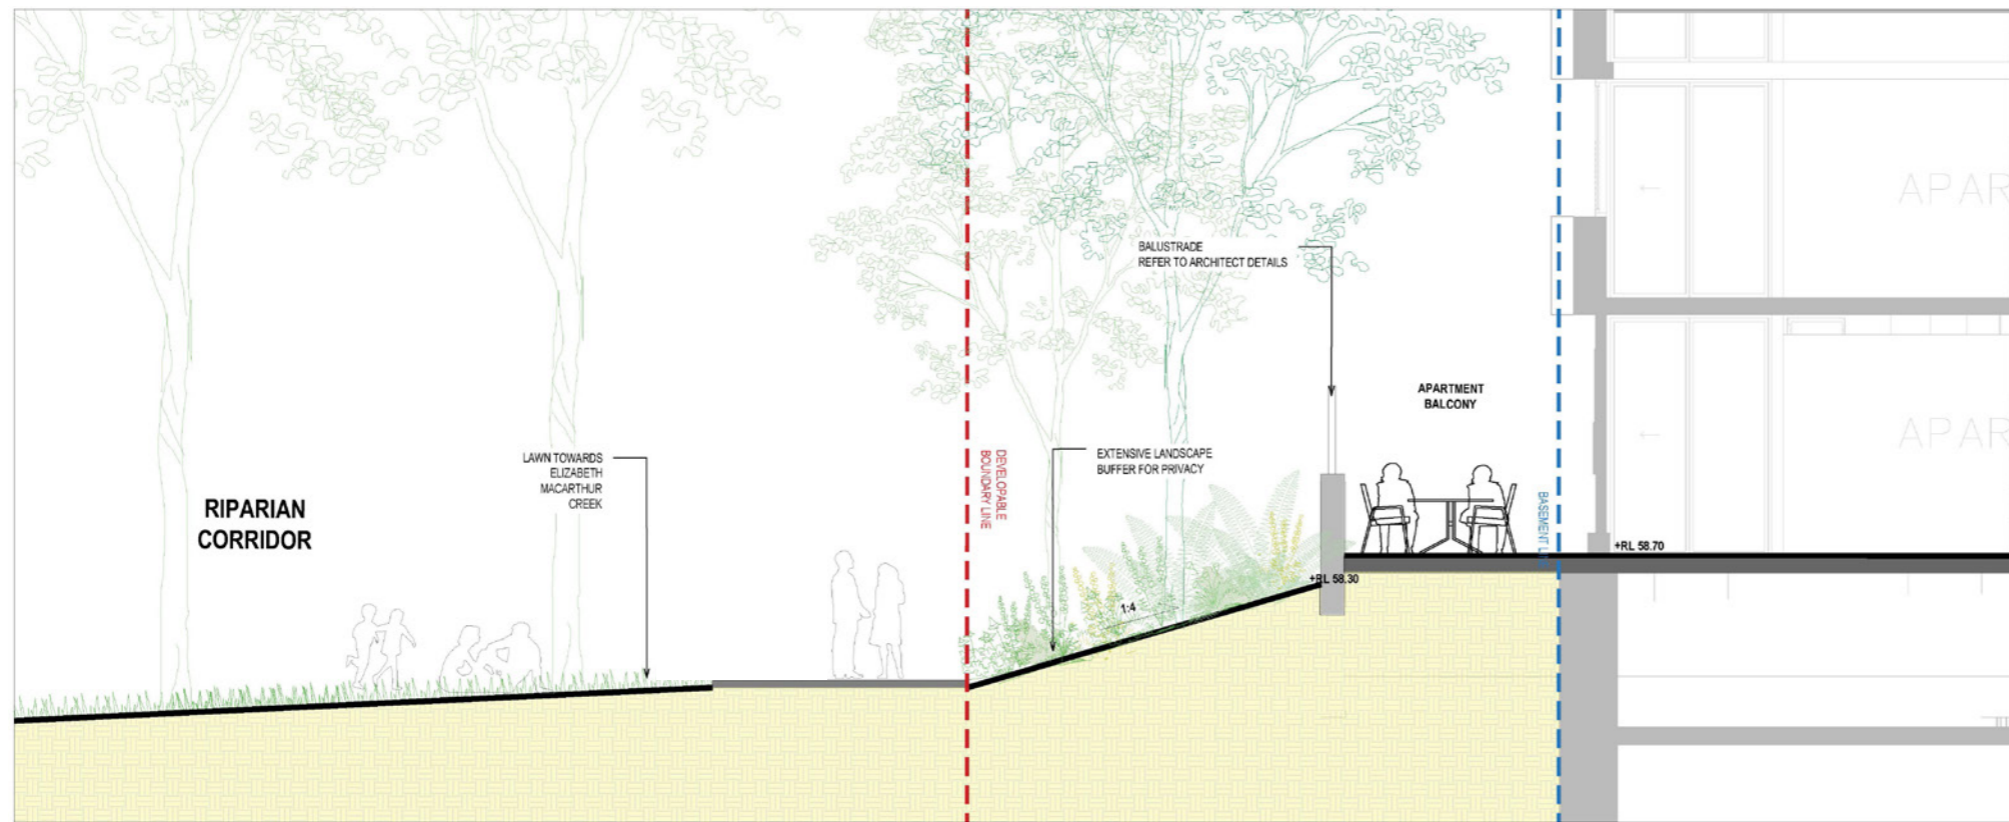 BALUSTRADE
REFER TO ARCHITECT DETAILS
APARTMENT
BALCONY
LAWN TOWARDS
ELIZABETH
MACARTHUR
CREEK
RIPARIAN
CORRIDOR
DEVELOPABLE
BOUNDARY LINE
EXTENSIVE LANDSCAPE
BUFFER FOR PRIVACY
1:4
+RL 58.30
BASEMENT
+RL 58.70
APAR
APAR